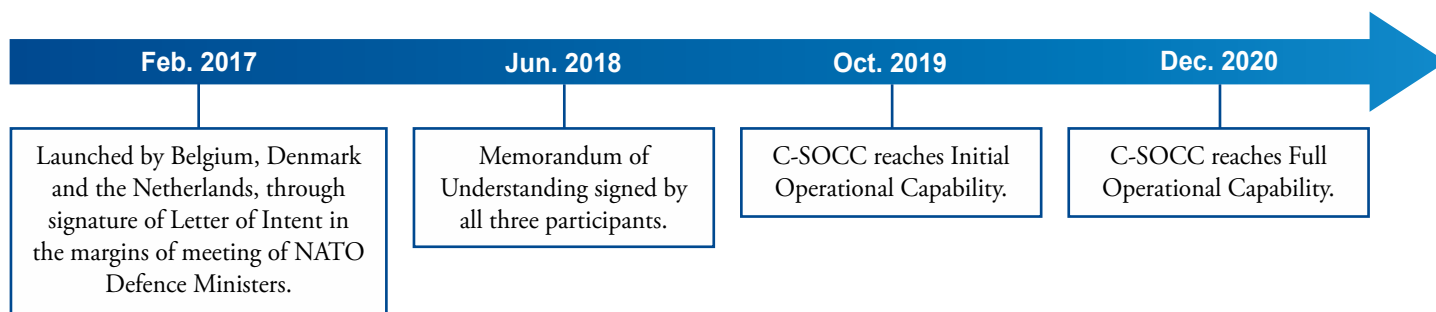 Feb. 2017
Launched by Belgium, Denmark
and the Netherlands, through
signature of Letter of Intent in
the margins of meeting of NATO
Defence Ministers.
Jun. 2018
Memorandum of
Understanding signed by
all three participants.
Oct. 2019
C-SOCC reaches Initial
Operational Capability.
Dec. 2020
C-SOCC reaches Full
Operational Capability.